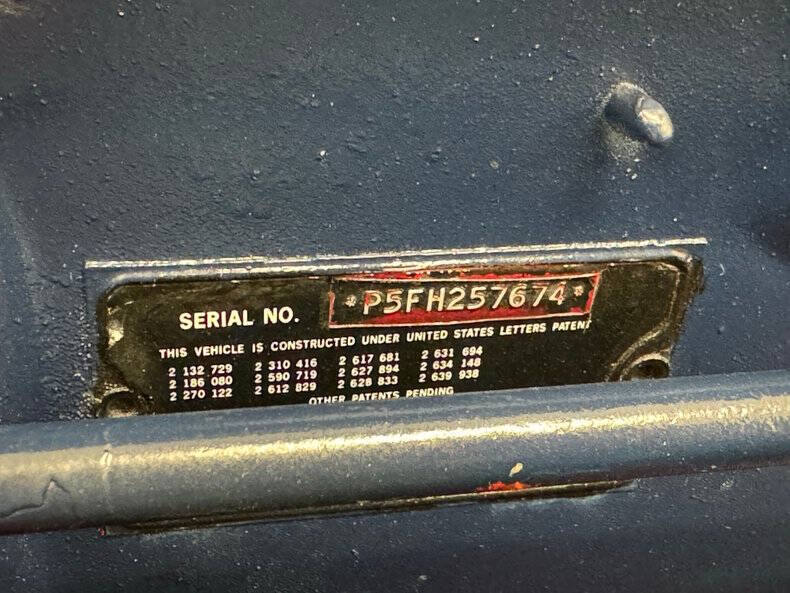 SERIAL NO. *P5FH257674*
THIS VEHICLE IS CONSTRUCTED UNDER UNITED STATES LETTERS PATENT
2 132 729 2 310 416 2 617 681 2 631 694
2 186 080 2 590 719 2 627 894 2 634 148
2 270 122 2 612 829 2 628 833 2 639 938
OTHER PATENTS PENDING